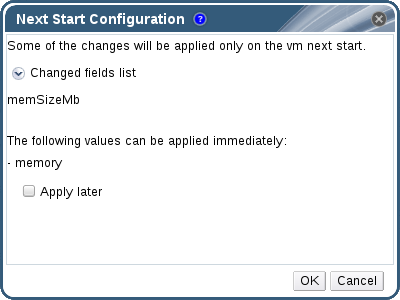 Next Start Configuration ?
Some of the changes will be applied only on the vm next start.
Changed fields list
memSizeMb
The following values can be applied immediately:
- memory
Apply later
OK Cancel